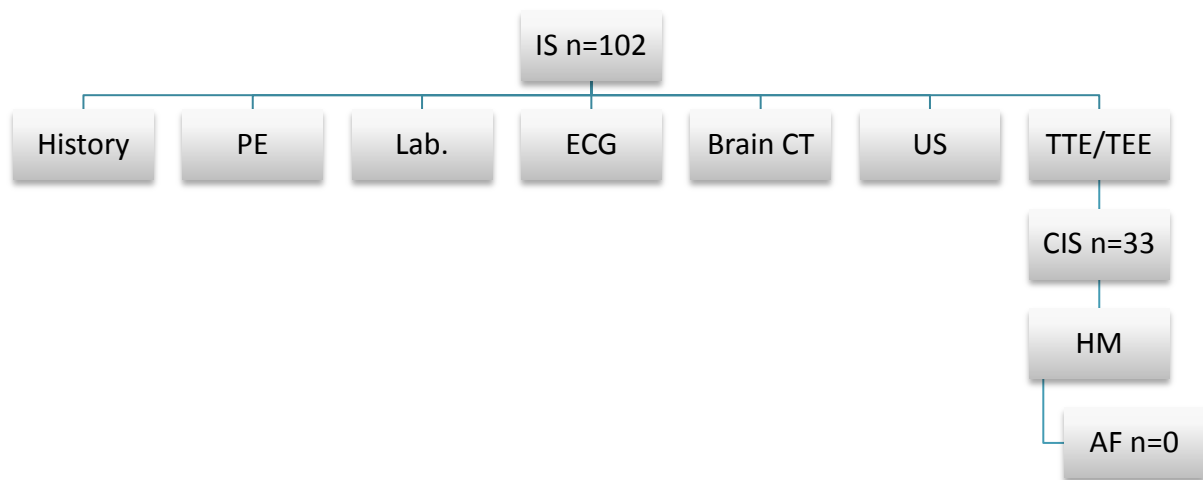 IS n=102
History
PE
Lab.
ECG
Brain CT
US
TTE/TEE
CIS n=33
HM
AF n=0